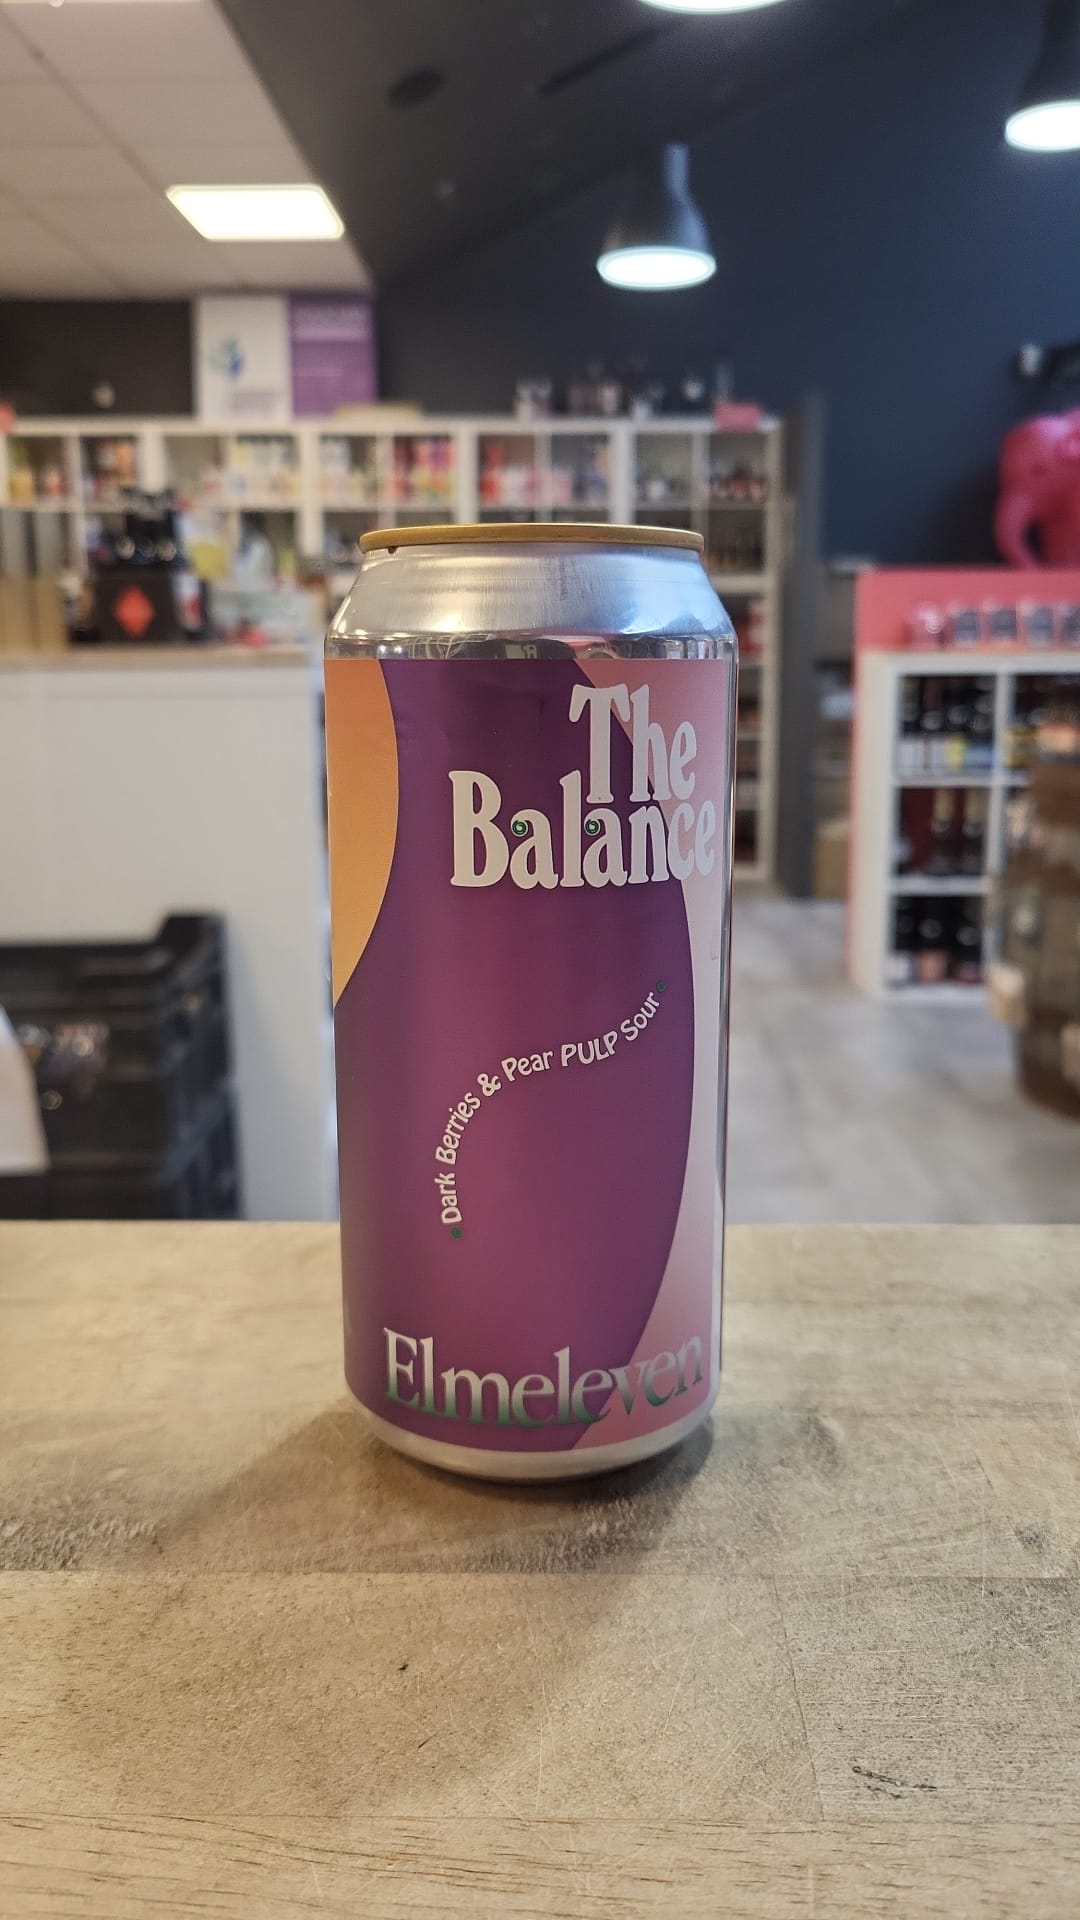 The
Balance
Dark Berries & Pear PULP Sour
Elmeleven